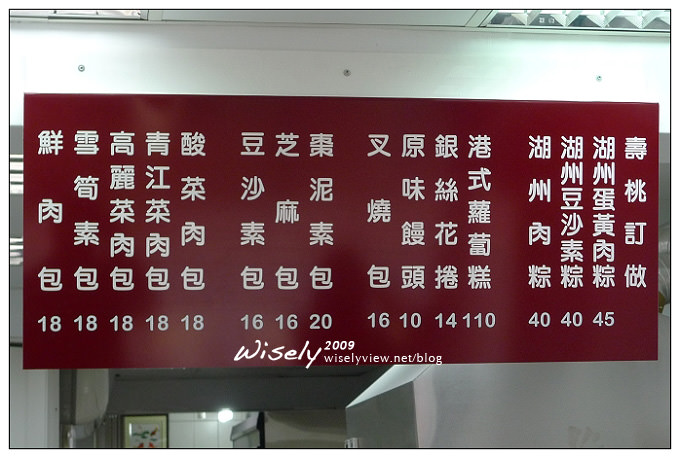 鮮肉包 18
雪筍素包 18
高麗菜肉包 18
青江菜肉包 18
酸菜肉包 18
豆沙素包 16
芝麻包 16
棗泥素包 20
叉燒包 16
原味饅頭 10
銀絲花捲 14
港式蘿蔔糕 110
湖州肉粽 40
湖州豆沙素粽 40
湖州蛋黃肉粽 45
壽桃訂做
Wisely 2009
wiselyview.net/blog